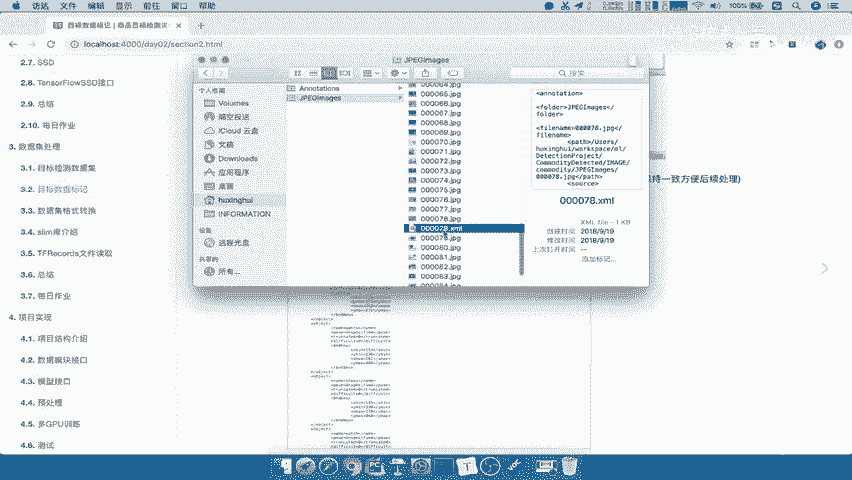 访达 文件 编辑 显示 前往 窗口 帮助
100%
目标数据标记 | 商品目标检测
localhost:4000/day02/section2.html
2.7. SSD
2.8. TensorFlowSSD接口
2.9. 总结
2.10. 每日作业
3. 数据集处理
3.1. 目标检测数据集
3.2. 目标数据标记
3.3. 数据集格式转换
3.4. slim库介绍
3.5. TFRecords文件读取
3.6. 总结
3.7. 每日作业
4. 项目实现
4.1. 项目结构介绍
4.2. 数据模块接口
4.3. 模型接口
4.4. 预处理
4.5. 多GPU训练
4.6. 测试
JPEGImages
搜索
个人收藏
Volumes
隔空投送
iCloud 云盘
文稿
Downloads
应用程序
桌面
huxinghui
INFORMATION
设备
远程光盘
共享的
所有...
Annotations
JPEGImages
000064.jpg
000065.jpg
000066.jpg
000067.jpg
000068.jpg
000069.jpg
000070.jpg
000071.jpg
000072.jpg
000073.jpg
000074.jpg
000075.jpg
000076.jpg
000077.jpg
000078.jpg
000078.xml
000079.jpg
000080.jpg
000081.jpg
000082.jpg
000083.jpg
000084.jpg
<annotation>
<folder>JPEGImages</
folder>
<filename>000078.jpg</
filename>
<path>/Users/
huxinghui/workspace/ml/
DetectionProject/
CommodityDetected/IMAGE/
commodity/JPEGImages/
000078.jpg</path>
<source>
000078.xml
XML file - 1 KB
创建时间 2018/9/19
修改时间 2018/9/19
上次打开时间 --
添加标记...
持一致方便后续处理)